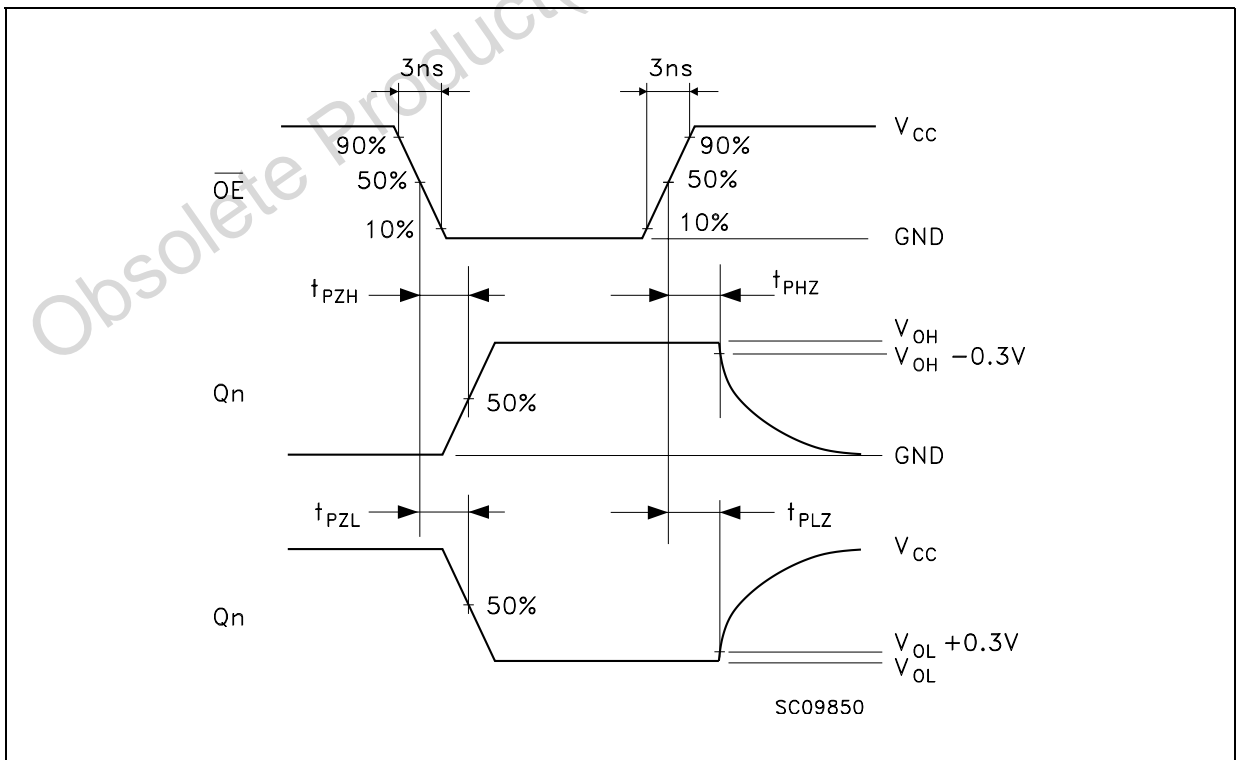 Obsolete Product(
3ns 3ns
90% 90% V_CC
OE 50% 50%
10% 10% GND
t_PZH t_PHZ
V_OH
V_OH -0.3V
Qn 50%
GND
t_PZL t_PLZ
V_CC
Qn 50%
V_OL +0.3V
V_OL
SC09850